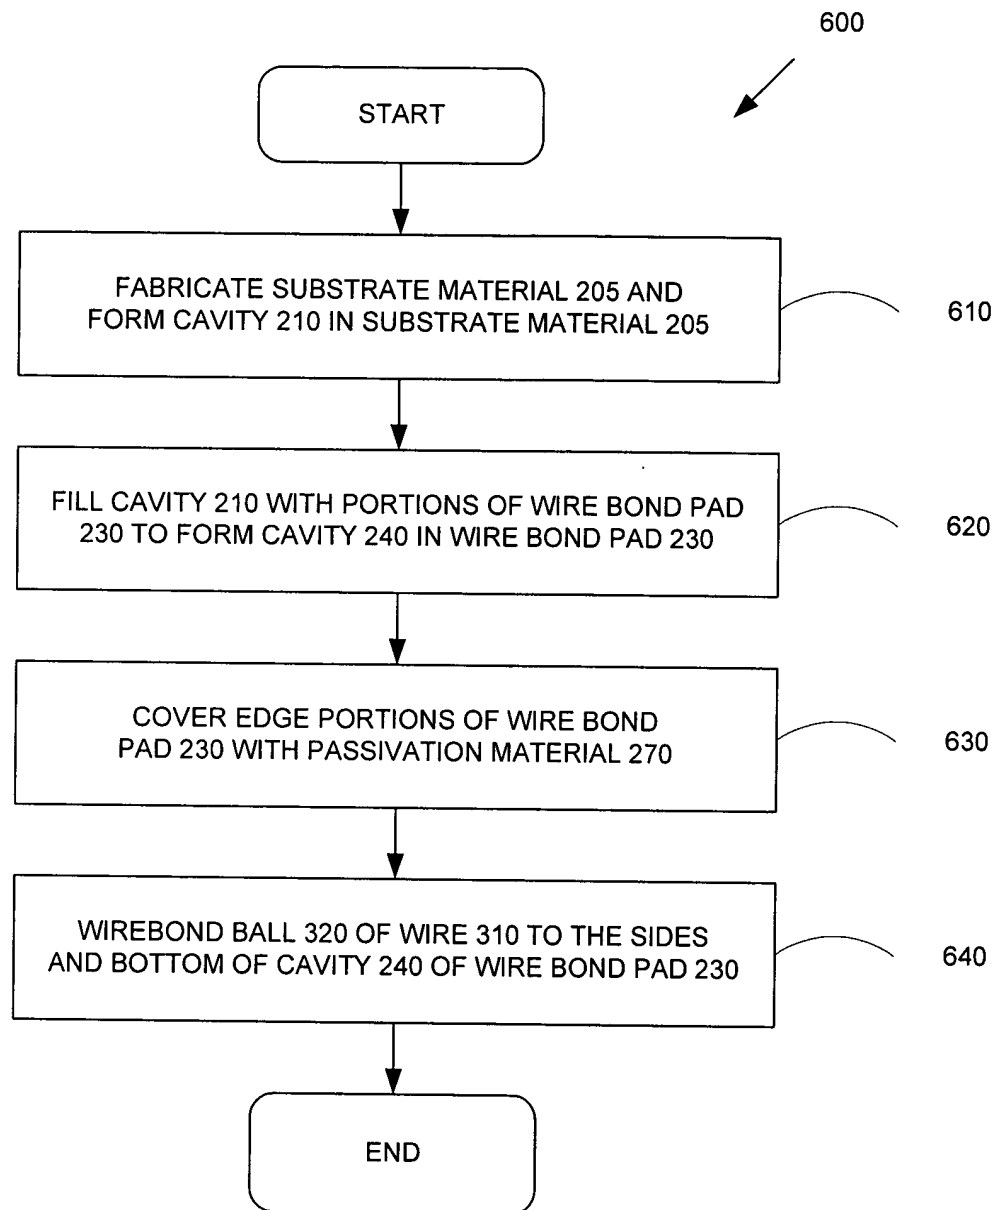 600
START
FABRICATE SUBSTRATE MATERIAL 205 AND
FORM CAVITY 210 IN SUBSTRATE MATERIAL 205
610
FILL CAVITY 210 WITH PORTIONS OF WIRE BOND PAD
230 TO FORM CAVITY 240 IN WIRE BOND PAD 230
620
COVER EDGE PORTIONS OF WIRE BOND
PAD 230 WITH PASSIVATION MATERIAL 270
630
WIREBOND BALL 320 OF WIRE 310 TO THE SIDES
AND BOTTOM OF CAVITY 240 OF WIRE BOND PAD 230
640
END